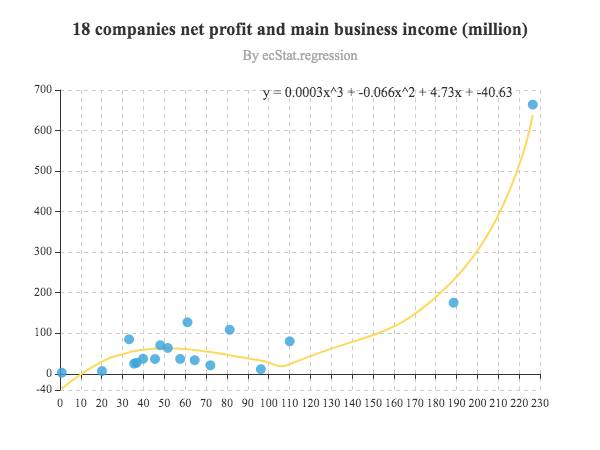 18 companies net profit and main business income (million)
By ecStat.regression
y = 0.0003x^3 + -0.066x^2 + 4.73x + -40.63
700
600
500
400
300
200
100
0
-40
0 10 20 30 40 50 60 70 80 90 100 110 120 130 140 150 160 170 180 190 200 210 220 230